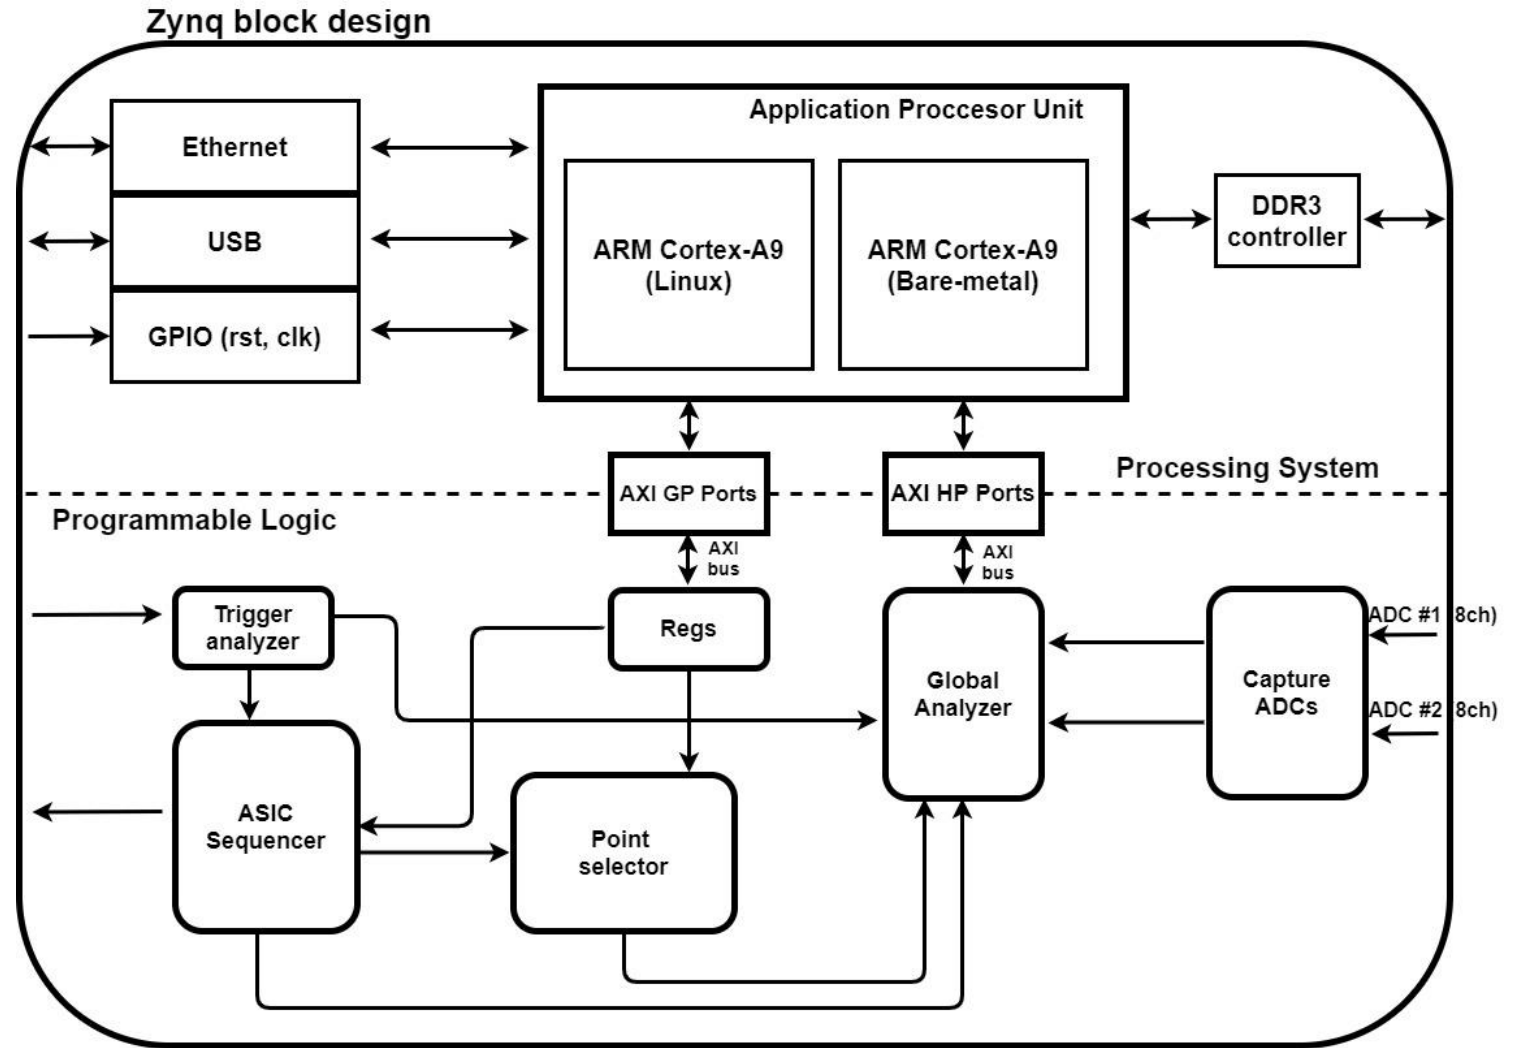 Zynq block design
Application Proccesor Unit
Ethernet
USB
GPIO (rst, clk)
ARM Cortex-A9
(Linux)
ARM Cortex-A9
(Bare-metal)
DDR3
controller
Processing System
AXI GP Ports
AXI HP Ports
Programmable Logic
AXI
bus
AXI
bus
Trigger
analyzer
Regs
Global
Analyzer
Capture
ADCs
ADC #1 8ch)
ADC #2 8ch)
ASIC
Sequencer
Point
selector